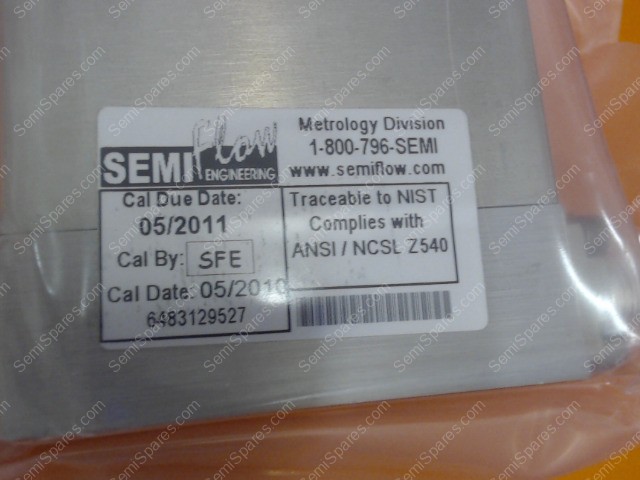 SEMI Flow
ENGINEERING
Metrology Division
1-800-796-SEMI
www.semiflow.com
Cal Due Date:
05/2011
Cal By: SFE
Cal Date: 05/2010
6483129527
Traceable to NIST
Complies with
ANSI / NCSL Z540
SemiSpares.com